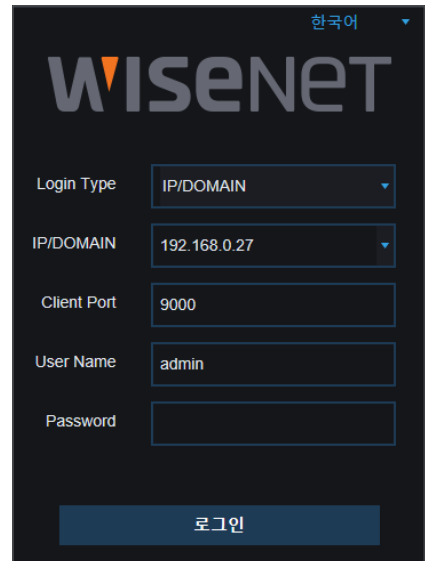 한국어
WISENET
Login Type IP/DOMAIN
IP/DOMAIN 192.168.0.27
Client Port 9000
User Name admin
Password
로그인